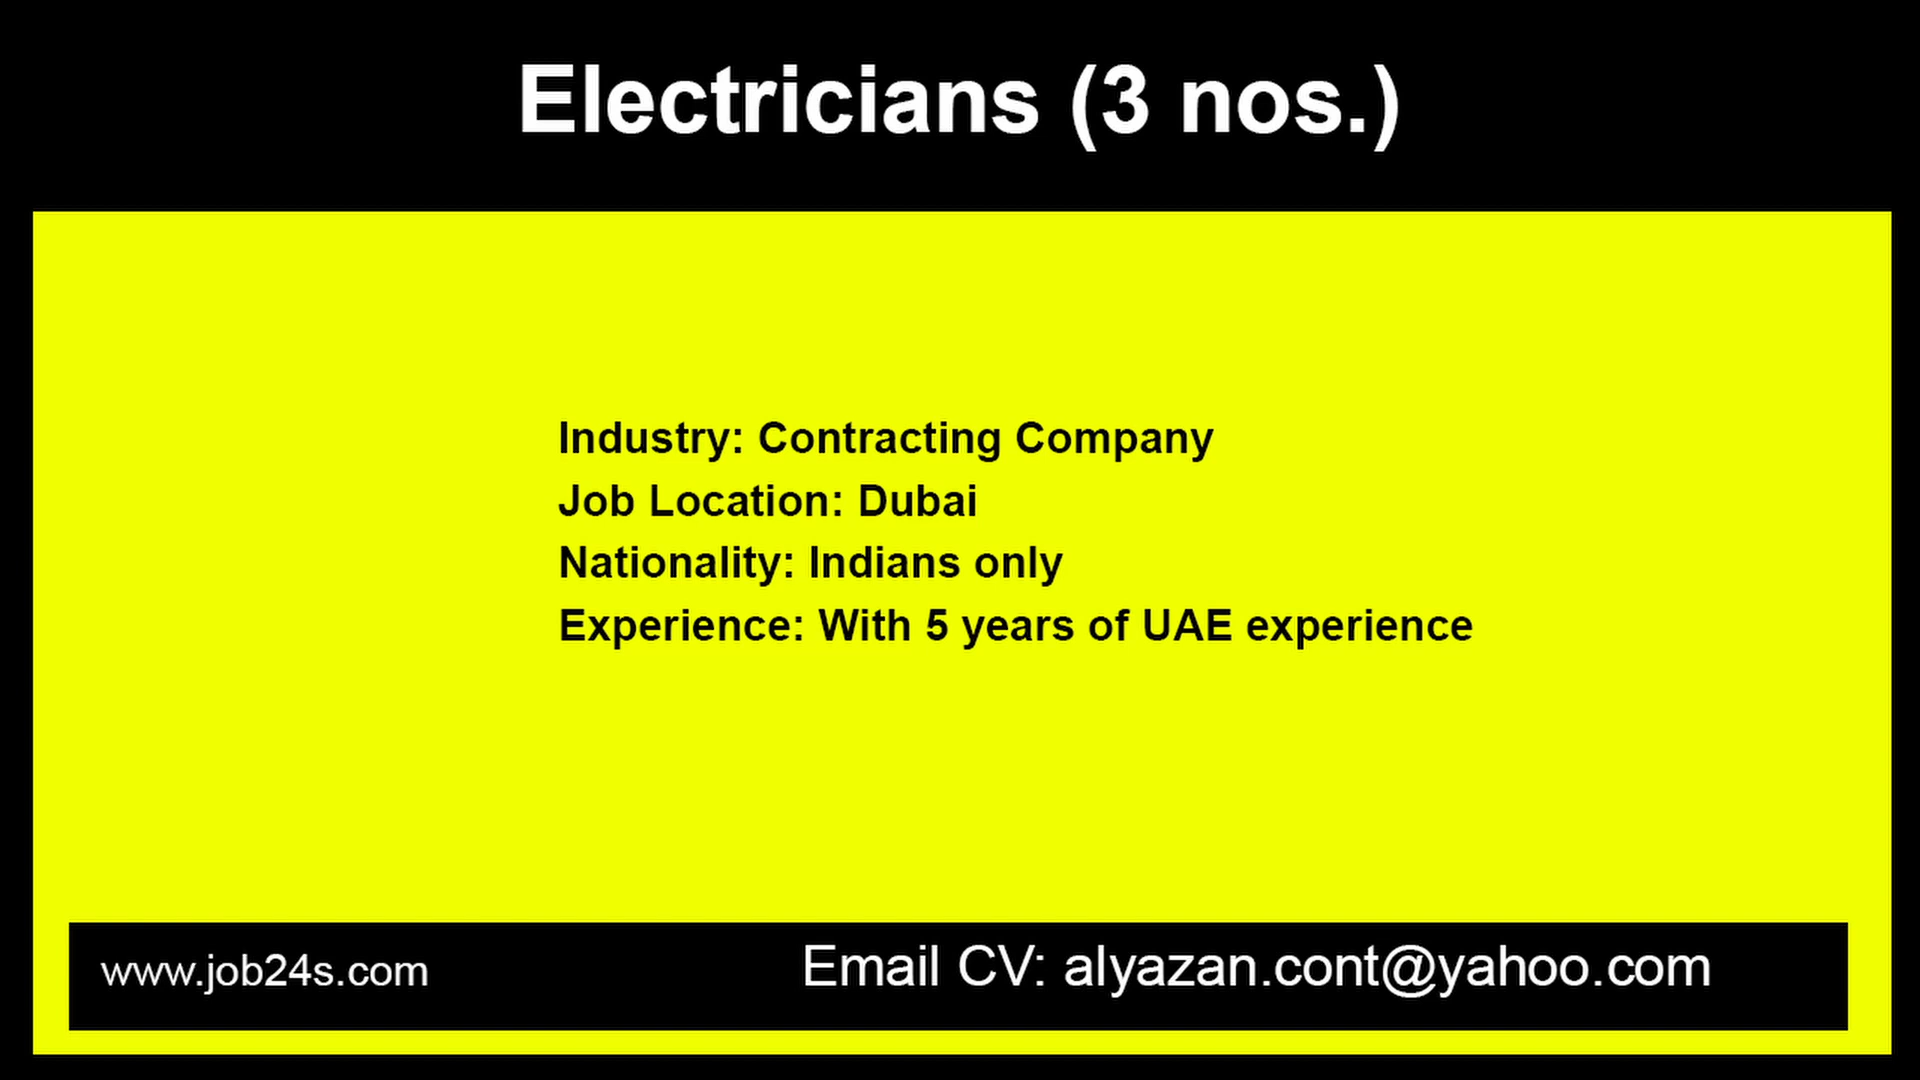 Electricians (3 nos.)
Industry: Contracting Company
Job Location: Dubai
Nationality: Indians only
Experience: With 5 years of UAE experience
www.job24s.com
Email CV: alyazan.cont@yahoo.com